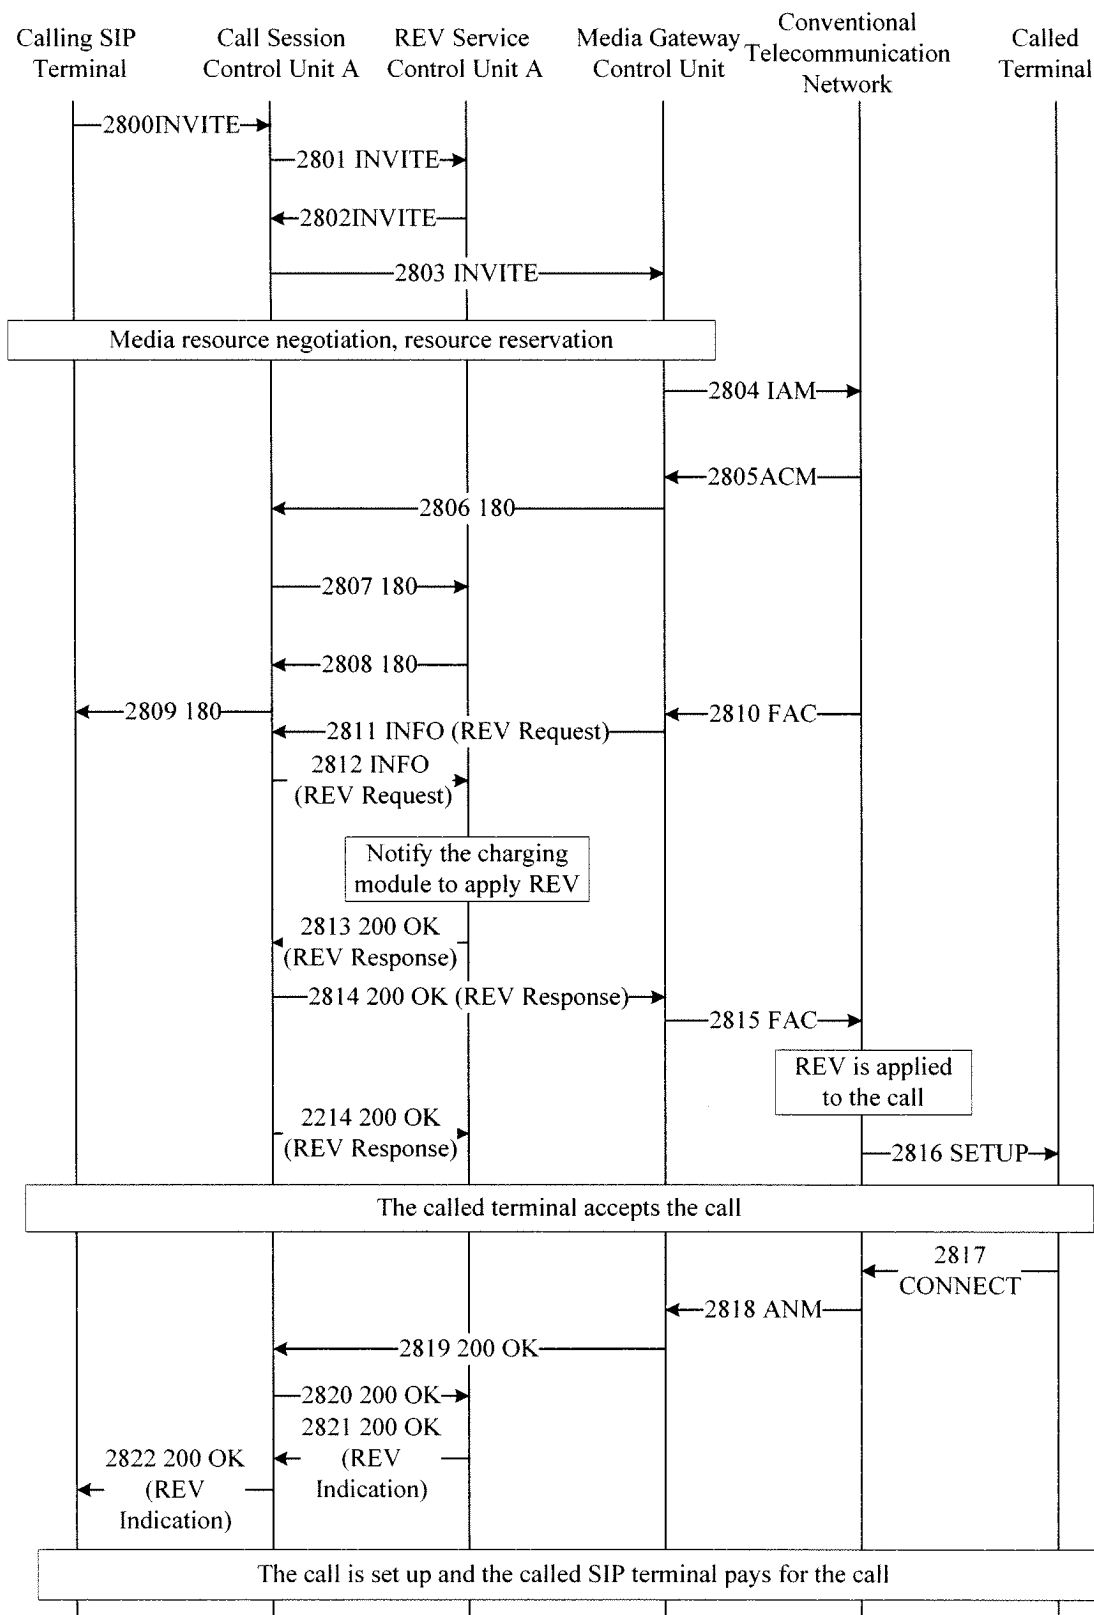 Calling SIP
Terminal
Call Session
Control Unit A
REV Service
Control Unit A
Media Gateway
Control Unit
Conventional
Telecommunication
Network
Called
Terminal
2800INVITE
2801 INVITE
2802INVITE
2803 INVITE
Media resource negotiation, resource reservation
2804 IAM
2805ACM
2806 180
2807 180
2808 180
2809 180
2810 FAC
2811 INFO (REV Request)
2812 INFO
(REV Request)
Notify the charging
module to apply REV
2813 200 OK
(REV Response)
2814 200 OK (REV Response)
2815 FAC
REV is applied
to the call
2214 200 OK
(REV Response)
2816 SETUP
The called terminal accepts the call
2817
CONNECT
2818 ANM
2819 200 OK
2820 200 OK
2821 200 OK
(REV
Indication)
2822 200 OK
(REV
Indication)
The call is set up and the called SIP terminal pays for the call